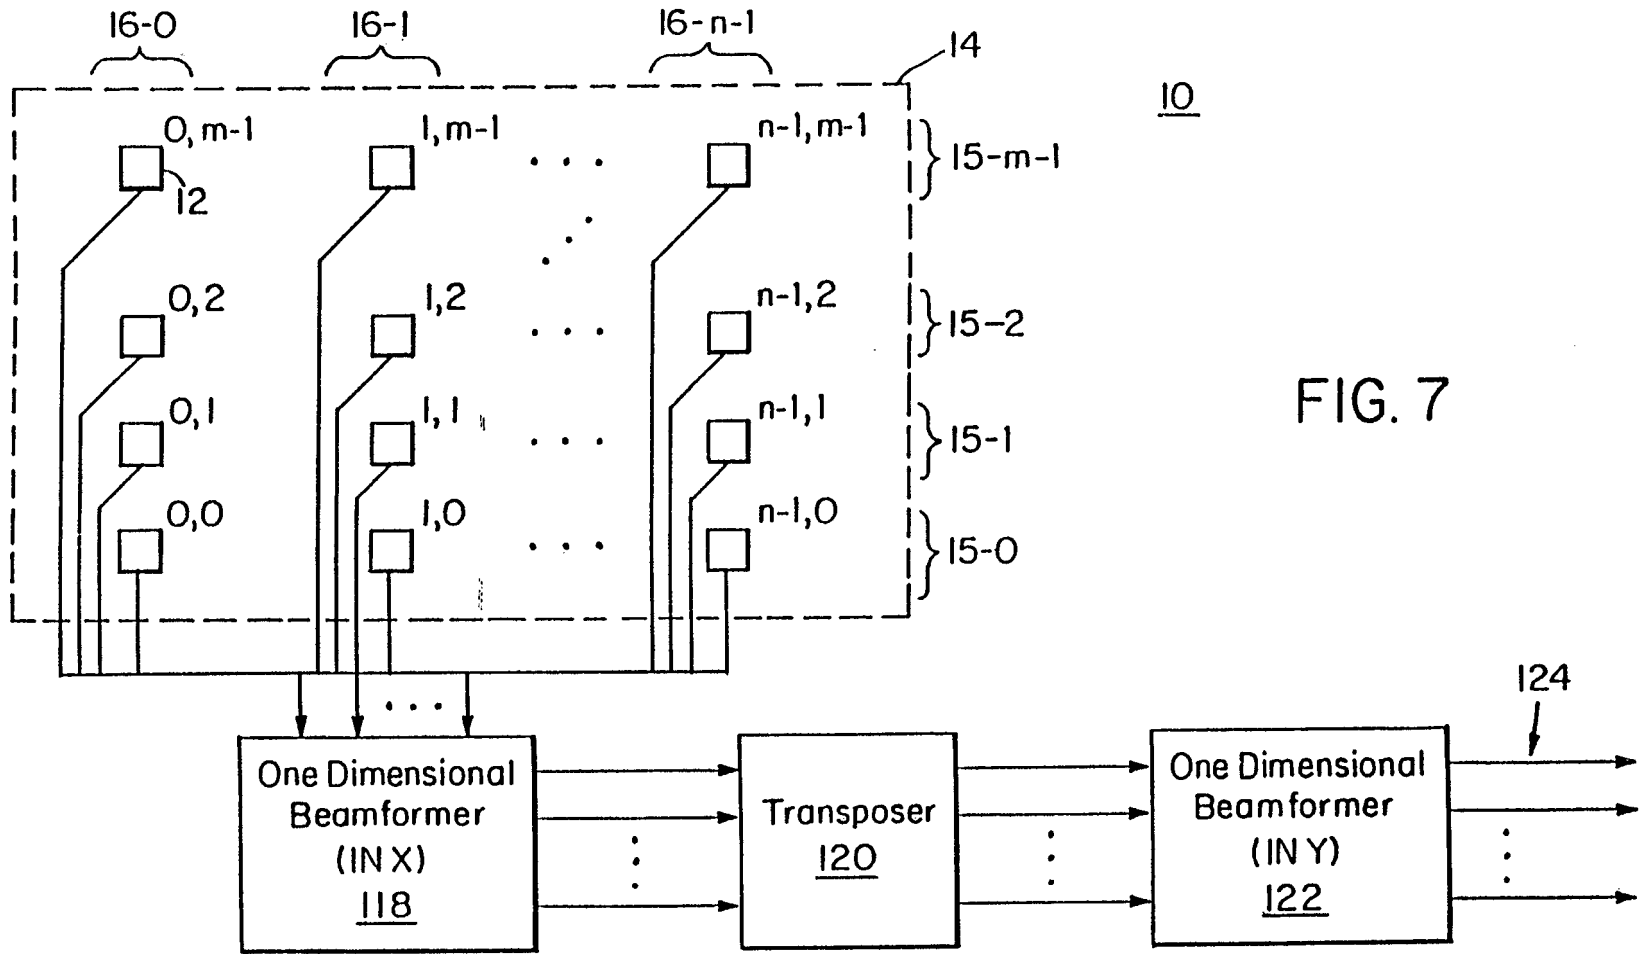 16-0 16-1 16-n-1
14
10
0,m-1 1,m-1 n-1,m-1
15-m-1
12
0,2 1,2 n-1,2
15-2
0,1 1,1 n-1,1
15-1
FIG. 7
0,0 1,0 n-1,0
15-0
124
One Dimensional
Beamformer
(IN X)
118
Transposer
120
One Dimensional
Beamformer
(IN Y)
122